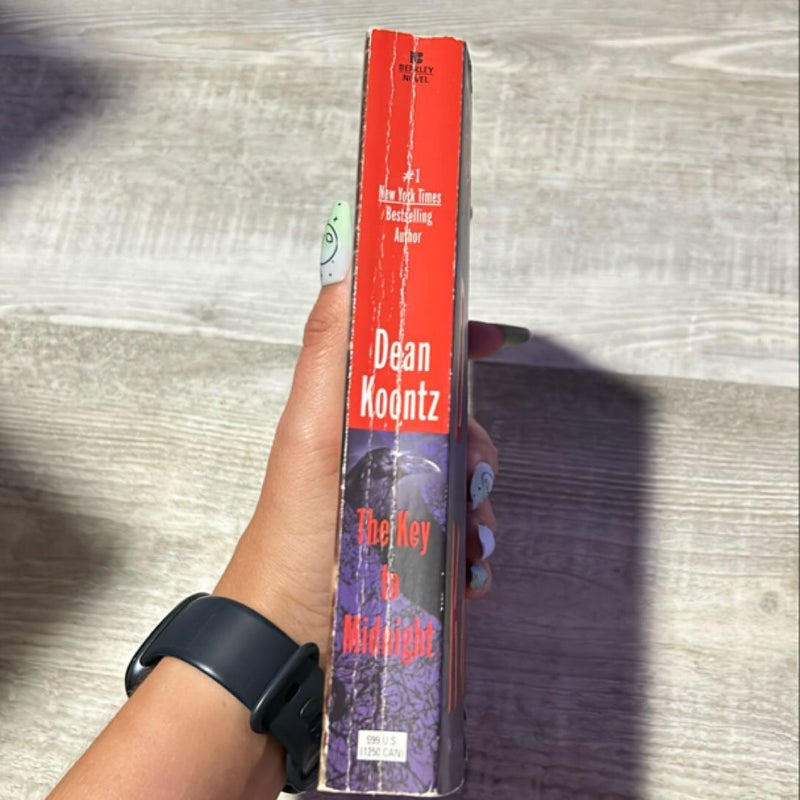 BERKLEY
NOVEL
#1
New York Times
Bestselling
Author
Dean
Koontz
The Key
to
Midnight
$9.99 U.S.
($12.50 CAN)